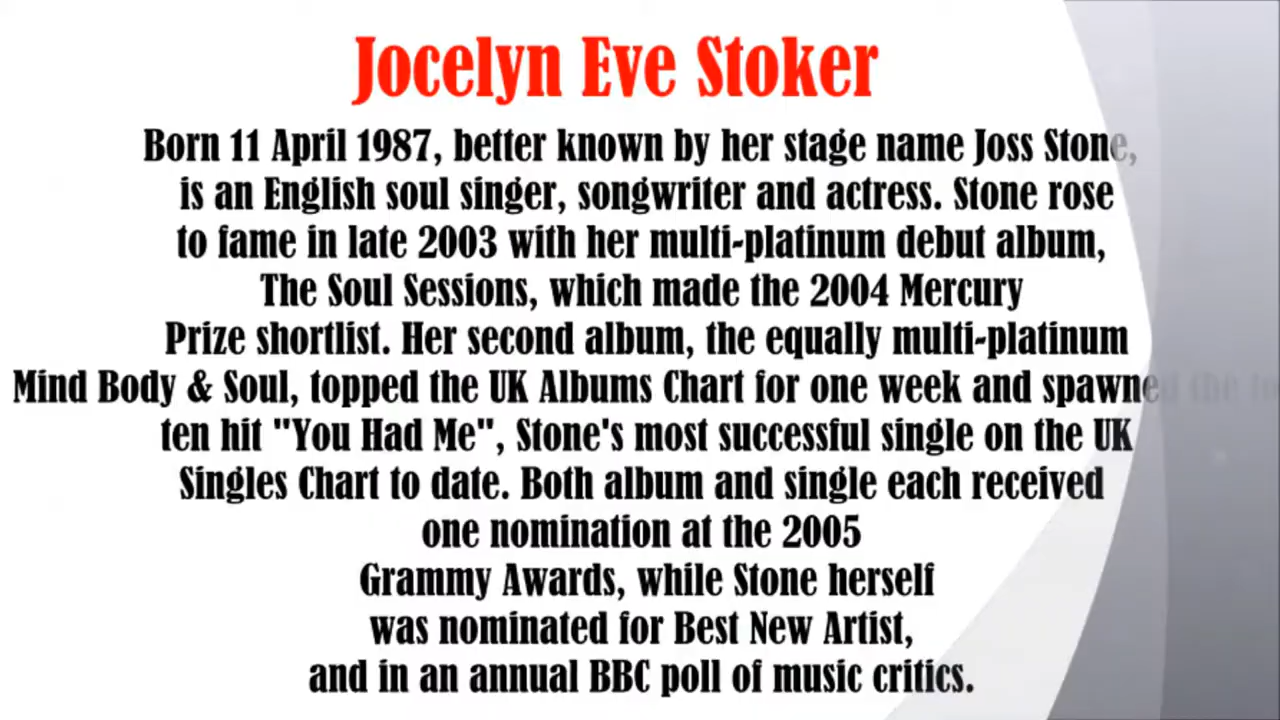 Jocelyn Eve Stoker
Born 11 April 1987, better known by her stage name Joss Stone,
is an English soul singer, songwriter and actress. Stone rose
to fame in late 2003 with her multi-platinum debut album,
The Soul Sessions, which made the 2004 Mercury
Prize shortlist. Her second album, the equally multi-platinum
Mind Body & Soul, topped the UK Albums Chart for one week and spawned the
ten hit "You Had Me", Stone's most successful single on the UK
Singles Chart to date. Both album and single each received
one nomination at the 2005
Grammy Awards, while Stone herself
was nominated for Best New Artist,
and in an annual BBC poll of music critics.